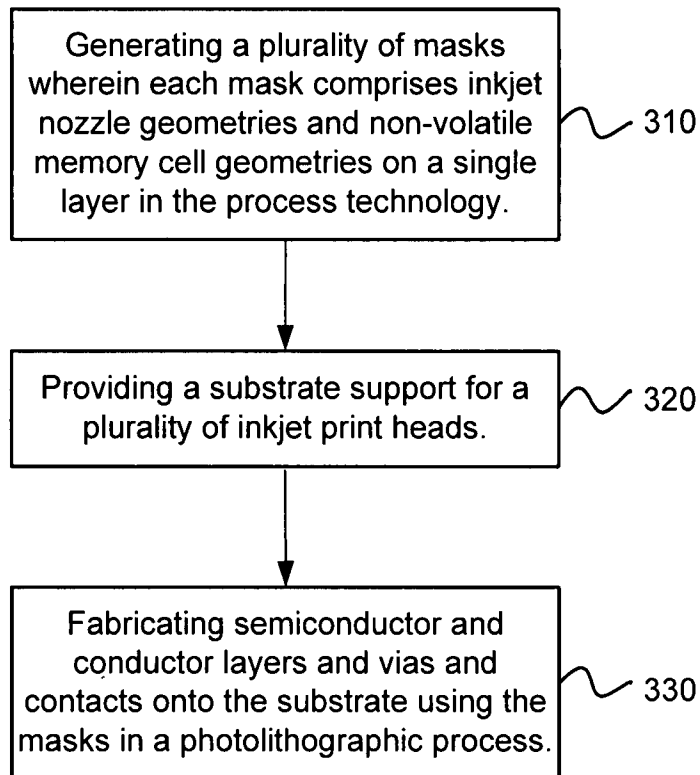 Generating a plurality of masks
wherein each mask comprises inkjet
nozzle geometries and non-volatile
memory cell geometries on a single
layer in the process technology.
310
Providing a substrate support for a
plurality of inkjet print heads.
320
Fabricating semiconductor and
conductor layers and vias and
contacts onto the substrate using the
masks in a photolithographic process.
330